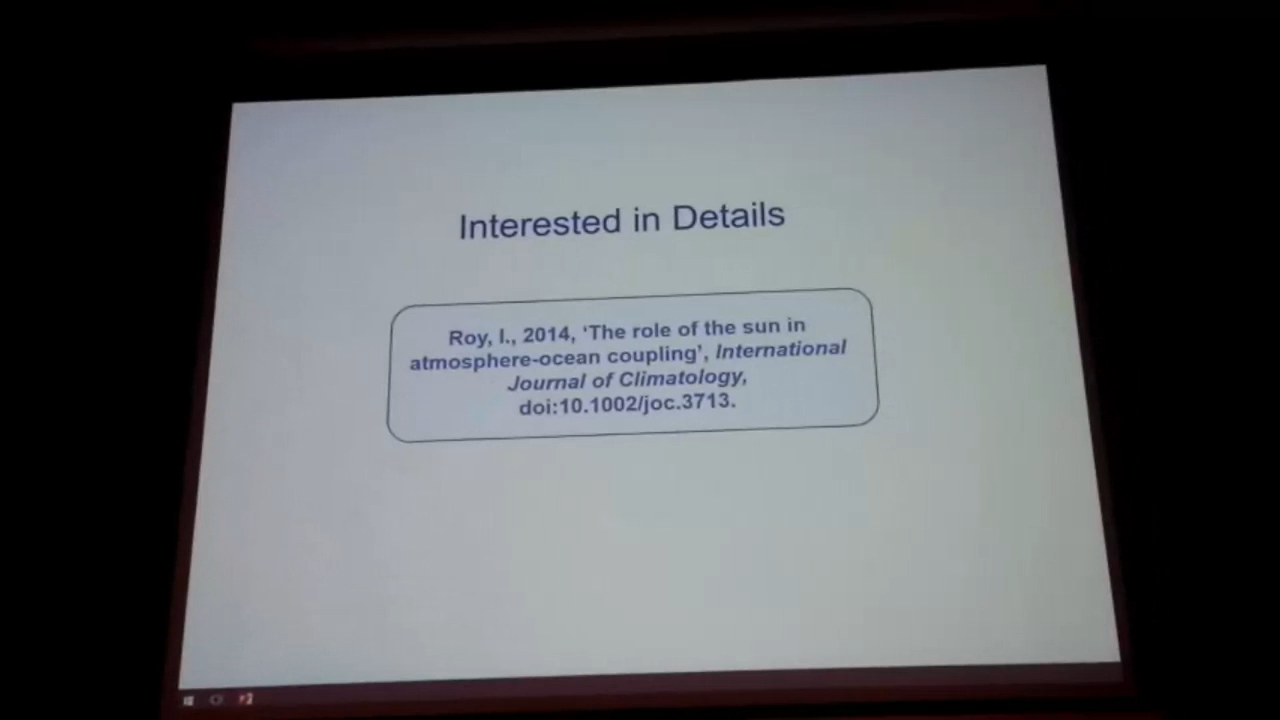 Interested in Details
Roy, I., 2014, ‘The role of the sun in
atmosphere-ocean coupling’, International
Journal of Climatology,
doi:10.1002/joc.3713.